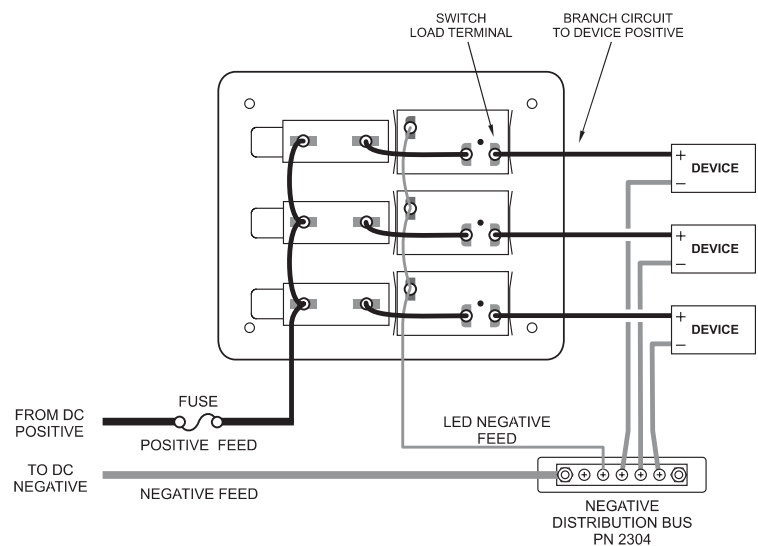 SWITCH
LOAD TERMINAL
BRANCH CIRCUIT
TO DEVICE POSITIVE
+
DEVICE
−
+
DEVICE
−
+
DEVICE
−
FUSE
FROM DC
POSITIVE
POSITIVE FEED
LED NEGATIVE
FEED
TO DC
NEGATIVE
NEGATIVE FEED
NEGATIVE
DISTRIBUTION BUS
PN 2304